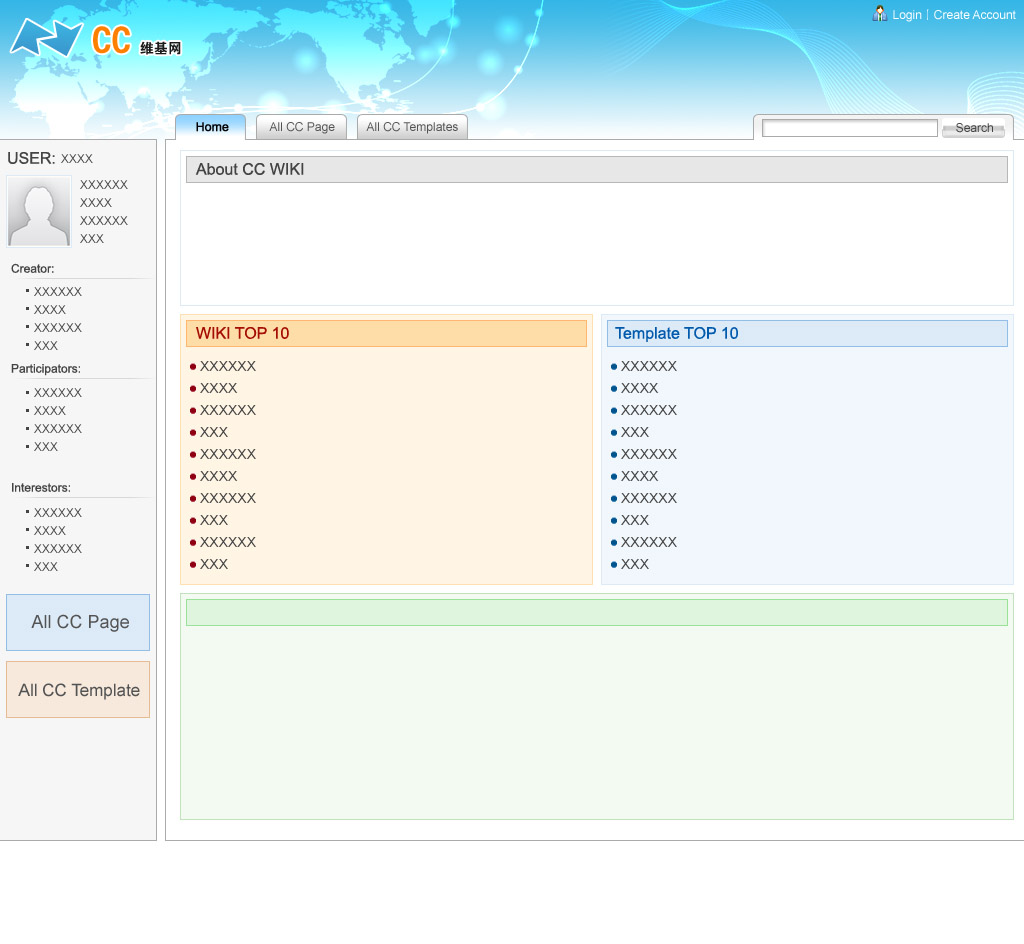 Login
Create Account
CC 维基网
Home
All CC Page
All CC Templates
Search
USER: XXXX
XXXXXX
XXXX
XXXXXX
XXX
Creator:
XXXXXX
XXXX
XXXXXX
XXX
Participators:
XXXXXX
XXXX
XXXXXX
XXX
Interestors:
XXXXXX
XXXX
XXXXXX
XXX
All CC Page
All CC Template
About CC WIKI
WIKI TOP 10
XXXXXX
XXXX
XXXXXX
XXX
XXXXXX
XXXX
XXXXXX
XXX
XXXXXX
XXX
Template TOP 10
XXXXXX
XXXX
XXXXXX
XXX
XXXXXX
XXXX
XXXXXX
XXX
XXXXXX
XXX